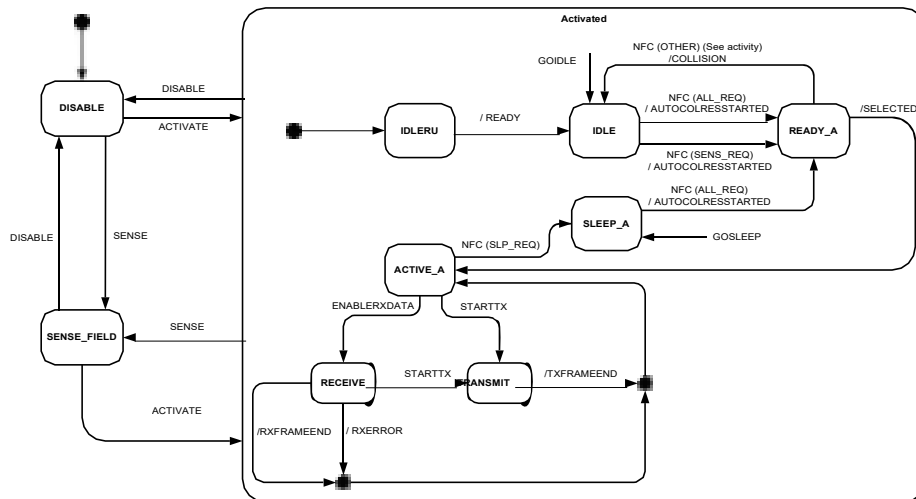 Activated
NFC (OTHER) (See activity)
/COLLISION
GOIDLE
DISABLE
DISABLE
ACTIVATE
NFC (ALL_REQ)
/ AUTOCOLRESSTARTED
/SELECTED
IDLERU
/ READY
IDLE
READY_A
NFC (SENS_REQ)
/ AUTOCOLRESSTARTED
NFC (ALL_REQ)
/ AUTOCOLRESSTARTED
SLEEP_A
GOSLEEP
DISABLE
SENSE
NFC (SLP_REQ)
ACTIVE_A
ENABLERXDATA
STARTTX
SENSE_FIELD
SENSE
RECEIVE
STARTTX
TRANSMIT
/TXFRAMEEND
ACTIVATE
/RXFRAMEEND
/ RXERROR